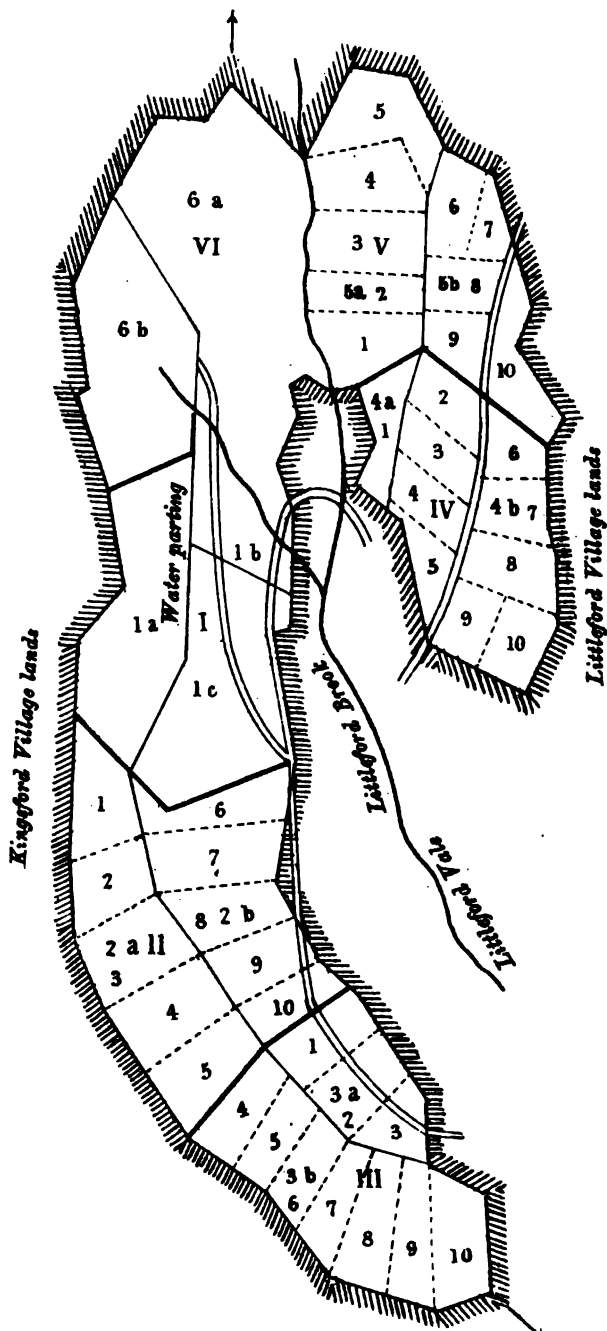 5
4
6
7
3 V
5a 2
5b 8
1
9
10
6 a
VI
6 b
4a
1
2
3
6
4 IV
4 b 7
5
8
9
10
Water parting
1 b
1 a
I
1 c
Kingsford Village lands
Littleford Village lands
Littleford Brook
Littleford Vale
1
6
2
7
8 2 b
2 a II
3
9
4
10
5
1
3 a
2
3
4
5
3 b
III
6
7
8
9
10